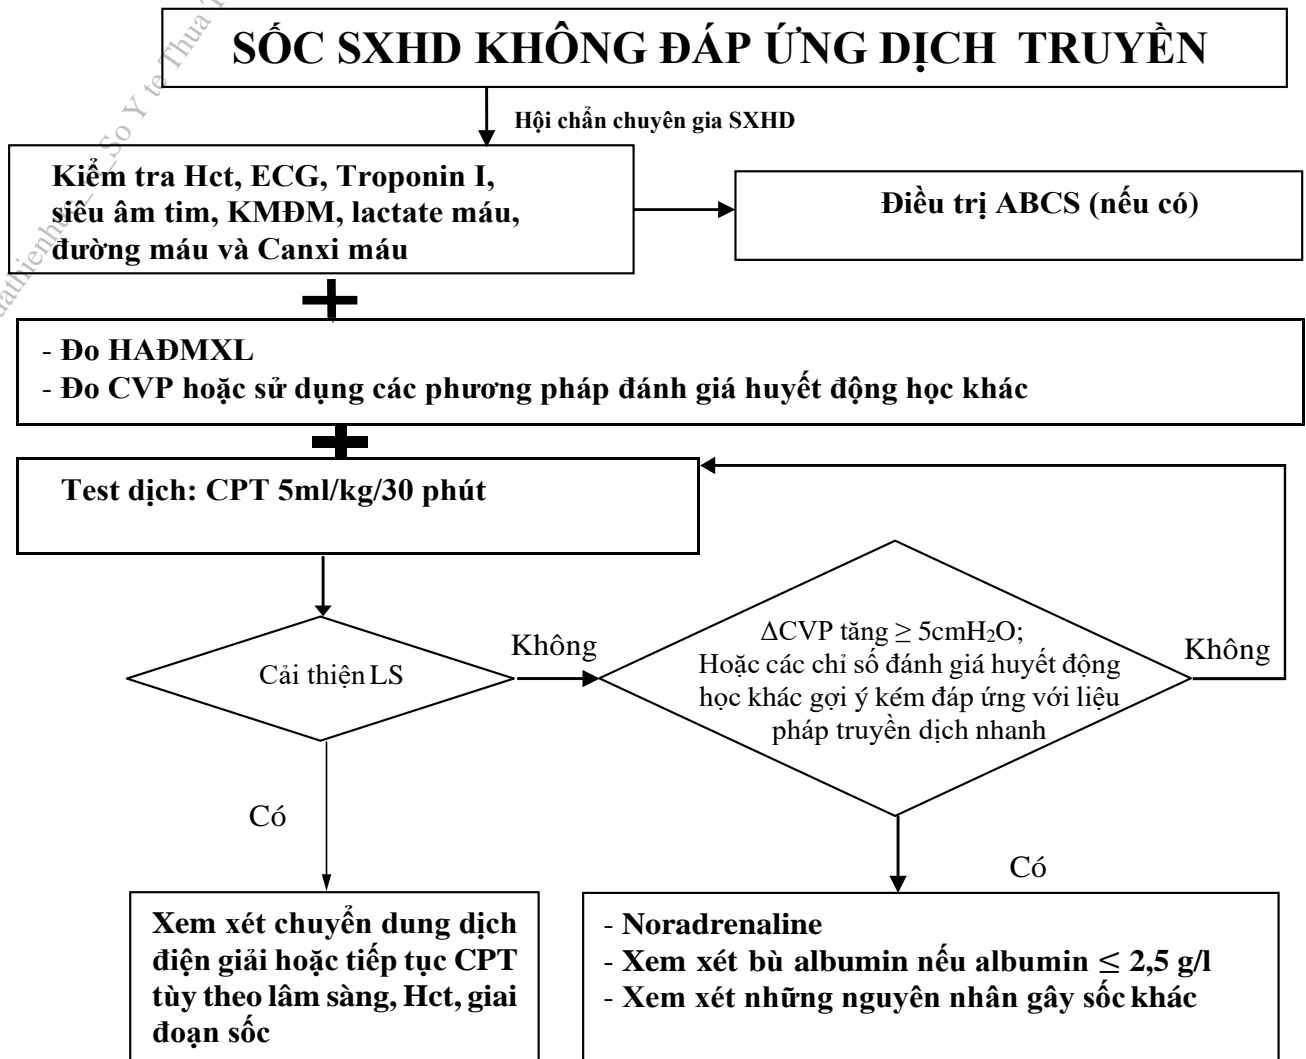 SỐC SXHD KHÔNG ĐÁP ỨNG DỊCH TRUYỀN
Hội chẩn chuyên gia SXHD
Kiểm tra Hct, ECG, Troponin I,
siêu âm tim, KMĐM, lactate máu,
đường máu và Canxi máu
Điều trị ABCS (nếu có)
- Đo HAĐMXL
- Đo CVP hoặc sử dụng các phương pháp đánh giá huyết động học khác
Test dịch: CPT 5ml/kg/30 phút
Cải thiện LS
Không
ΔCVP tăng ≥ 5cmH₂O;
Hoặc các chỉ số đánh giá huyết động
học khác gợi ý kém đáp ứng với liệu
pháp truyền dịch nhanh
Không
Có
Có
Xem xét chuyển dung dịch
điện giải hoặc tiếp tục CPT
tùy theo lâm sàng, Hct, giai
đoạn sốc
- Noradrenaline
- Xem xét bù albumin nếu albumin ≤ 2,5 g/l
- Xem xét những nguyên nhân gây sốc khác